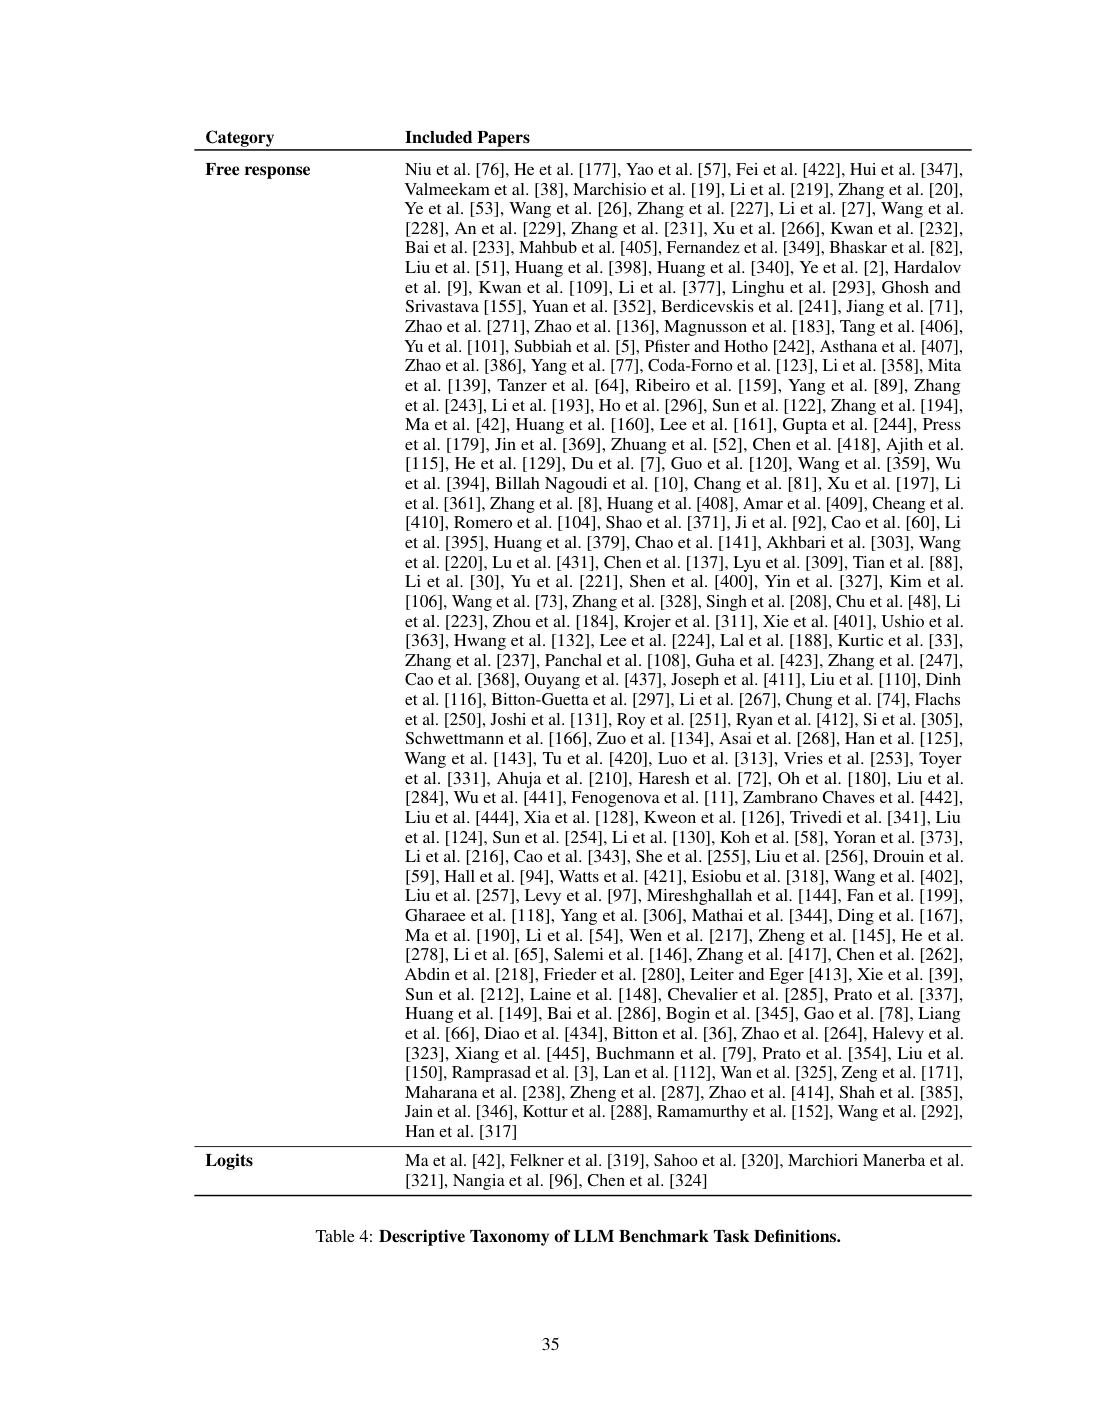 Category Included Papers
Free response Niu et al. [76], He et al. [177], Yao et al. [57], Fei et al. [422], Hui et al. [347],
Valmeekam et al. [38], Marchisio et al. [19], Li et al. [219], Zhang et al. [20],
Ye et al. [53], Wang et al. [26], Zhang et al. [227], Li et al. [27], Wang et al.
[228], An et al. [229], Zhang et al. [231], Xu et al. [266], Kwan et al. [232],
Bai et al. [233], Mahbub et al. [405], Fernandez et al. [349], Bhaskar et al. [82],
Liu et al. [51], Huang et al. [398], Huang et al. [340], Ye et al. [2], Hardalov
et al. [9], Kwan et al. [109], Li et al. [377], Linghu et al. [293], Ghosh and
Srivastava [155], Yuan et al. [352], Berdicevskis et al. [241], Jiang et al. [71],
Zhao et al. [271], Zhao et al. [136], Magnusson et al. [183], Tang et al. [406],
Yu et al. [101], Subbiah et al. [5], Pfister and Hotho [242], Asthana et al. [407],
Zhao et al. [386], Yang et al. [77], Coda-Forno et al. [123], Li et al. [358], Mita
et al. [139], Tanzer et al. [64], Ribeiro et al. [159], Yang et al. [89], Zhang
et al. [243], Li et al. [193], Ho et al. [296], Sun et al. [122], Zhang et al. [194],
Ma et al. [42], Huang et al. [160], Lee et al. [161], Gupta et al. [244], Press
et al. [179], Jin et al. [369], Zhuang et al. [52], Chen et al. [418], Ajith et al.
[115], He et al. [129], Du et al. [7], Guo et al. [120], Wang et al. [359], Wu
et al. [394], Billah Nagoudi et al. [10], Chang et al. [81], Xu et al. [197], Li
et al. [361], Zhang et al. [8], Huang et al. [408], Amar et al. [409], Cheang et al.
[410], Romero et al. [104], Shao et al. [371], Ji et al. [92], Cao et al. [60], Li
et al. [395], Huang et al. [379], Chao et al. [141], Akhbari et al. [303], Wang
et al. [220], Lu et al. [431], Chen et al. [137], Lyu et al. [309], Tian et al. [88],
Li et al. [30], Yu et al. [221], Shen et al. [400], Yin et al. [327], Kim et al.
[106], Wang et al. [73], Zhang et al. [328], Singh et al. [208], Chu et al. [48], Li
et al. [223], Zhou et al. [184], Krojer et al. [311], Xie et al. [401], Ushio et al.
[363], Hwang et al. [132], Lee et al. [224], Lal et al. [188], Kurtic et al. [33],
Zhang et al. [237], Panchal et al. [108], Guha et al. [423], Zhang et al. [247],
Cao et al. [368], Ouyang et al. [437], Joseph et al. [411], Liu et al. [110], Dinh
et al. [116], Bitton-Guetta et al. [297], Li et al. [267], Chung et al. [74], Flachs
et al. [250], Joshi et al. [131], Roy et al. [251], Ryan et al. [412], Si et al. [305],
Schwettmann et al. [166], Zuo et al. [134], Asai et al. [268], Han et al. [125],
Wang et al. [143], Tu et al. [420], Luo et al. [313], Vries et al. [253], Toyer
et al. [331], Ahuja et al. [210], Haresh et al. [72], Oh et al. [180], Liu et al.
[284], Wu et al. [441], Fenogenova et al. [11], Zambrano Chaves et al. [442],
Liu et al. [444], Xia et al. [128], Kweon et al. [126], Trivedi et al. [341], Liu
et al. [124], Sun et al. [254], Li et al. [130], Koh et al. [58], Yoran et al. [373],
Li et al. [216], Cao et al. [343], She et al. [255], Liu et al. [256], Drouin et al.
[59], Hall et al. [94], Watts et al. [421], Esiobu et al. [318], Wang et al. [402],
Liu et al. [257], Levy et al. [97], Mireshghallah et al. [144], Fan et al. [199],
Gharaee et al. [118], Yang et al. [306], Mathai et al. [344], Ding et al. [167],
Ma et al. [190], Li et al. [54], Wen et al. [217], Zheng et al. [145], He et al.
[278], Li et al. [65], Salemi et al. [146], Zhang et al. [417], Chen et al. [262],
Abdin et al. [218], Frieder et al. [280], Leiter and Eger [413], Xie et al. [39],
Sun et al. [212], Laine et al. [148], Chevalier et al. [285], Prato et al. [337],
Huang et al. [149], Bai et al. [286], Bogin et al. [345], Gao et al. [78], Liang
et al. [66], Diao et al. [434], Bitton et al. [36], Zhao et al. [264], Halevy et al.
[323], Xiang et al. [445], Buchmann et al. [79], Prato et al. [354], Liu et al.
[150], Ramprasad et al. [3], Lan et al. [112], Wan et al. [325], Zeng et al. [171],
Maharana et al. [238], Zheng et al. [287], Zhao et al. [414], Shah et al. [385],
Jain et al. [346], Kottur et al. [288], Ramamurthy et al. [152], Wang et al. [292],
Han et al. [317]
Logits Ma et al. [42], Felkner et al. [319], Sahoo et al. [320], Marchiori Manerba et al.
[321], Nangia et al. [96], Chen et al. [324]
Table 4: Descriptive Taxonomy of LLM Benchmark Task Definitions.
35